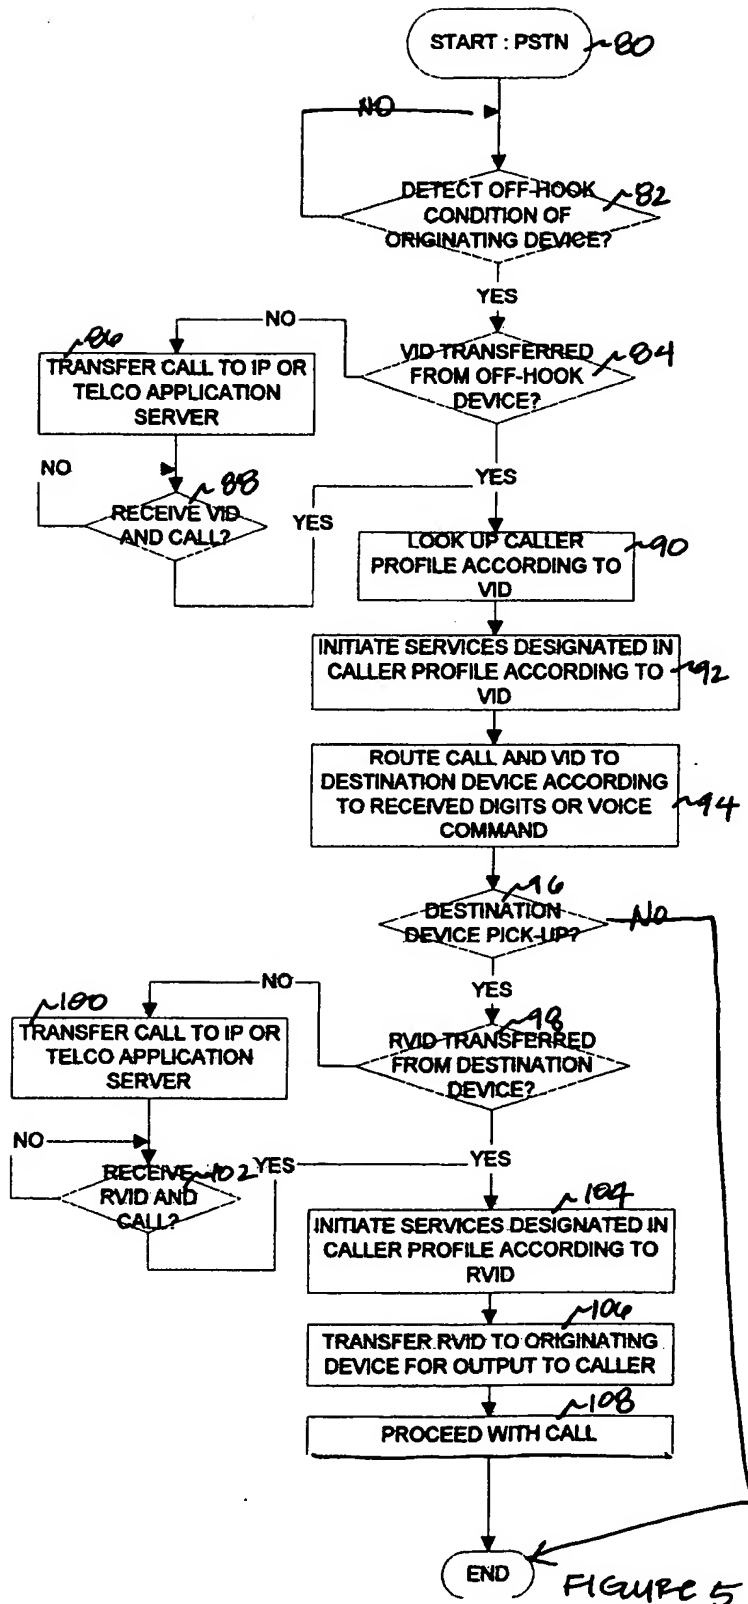 START : PSTN ~80
NO
DETECT OFF-HOOK ~82
CONDITION OF
ORIGINATING DEVICE?
YES
NO
VID TRANSFERRED ~84
FROM OFF-HOOK
DEVICE?
~86
TRANSFER CALL TO IP OR
TELCO APPLICATION
SERVER
YES
NO
~88
RECEIVE VID
AND CALL?
YES
LOOK UP CALLER ~90
PROFILE ACCORDING TO
VID
INITIATE SERVICES DESIGNATED IN
CALLER PROFILE ACCORDING TO ~92
VID
ROUTE CALL AND VID TO
DESTINATION DEVICE ACCORDING
TO RECEIVED DIGITS OR VOICE ~94
COMMAND
~96
DESTINATION
DEVICE PICK-UP?
No
YES
NO
~98
RVID TRANSFERRED
FROM DESTINATION
DEVICE?
~100
TRANSFER CALL TO IP OR
TELCO APPLICATION
SERVER
NO
RECEIVE ~102
RVID AND
CALL?
YES
YES
~104
INITIATE SERVICES DESIGNATED IN
CALLER PROFILE ACCORDING TO
RVID
~106
TRANSFER RVID TO ORIGINATING
DEVICE FOR OUTPUT TO CALLER
~108
PROCEED WITH CALL
END
FIGURE 5